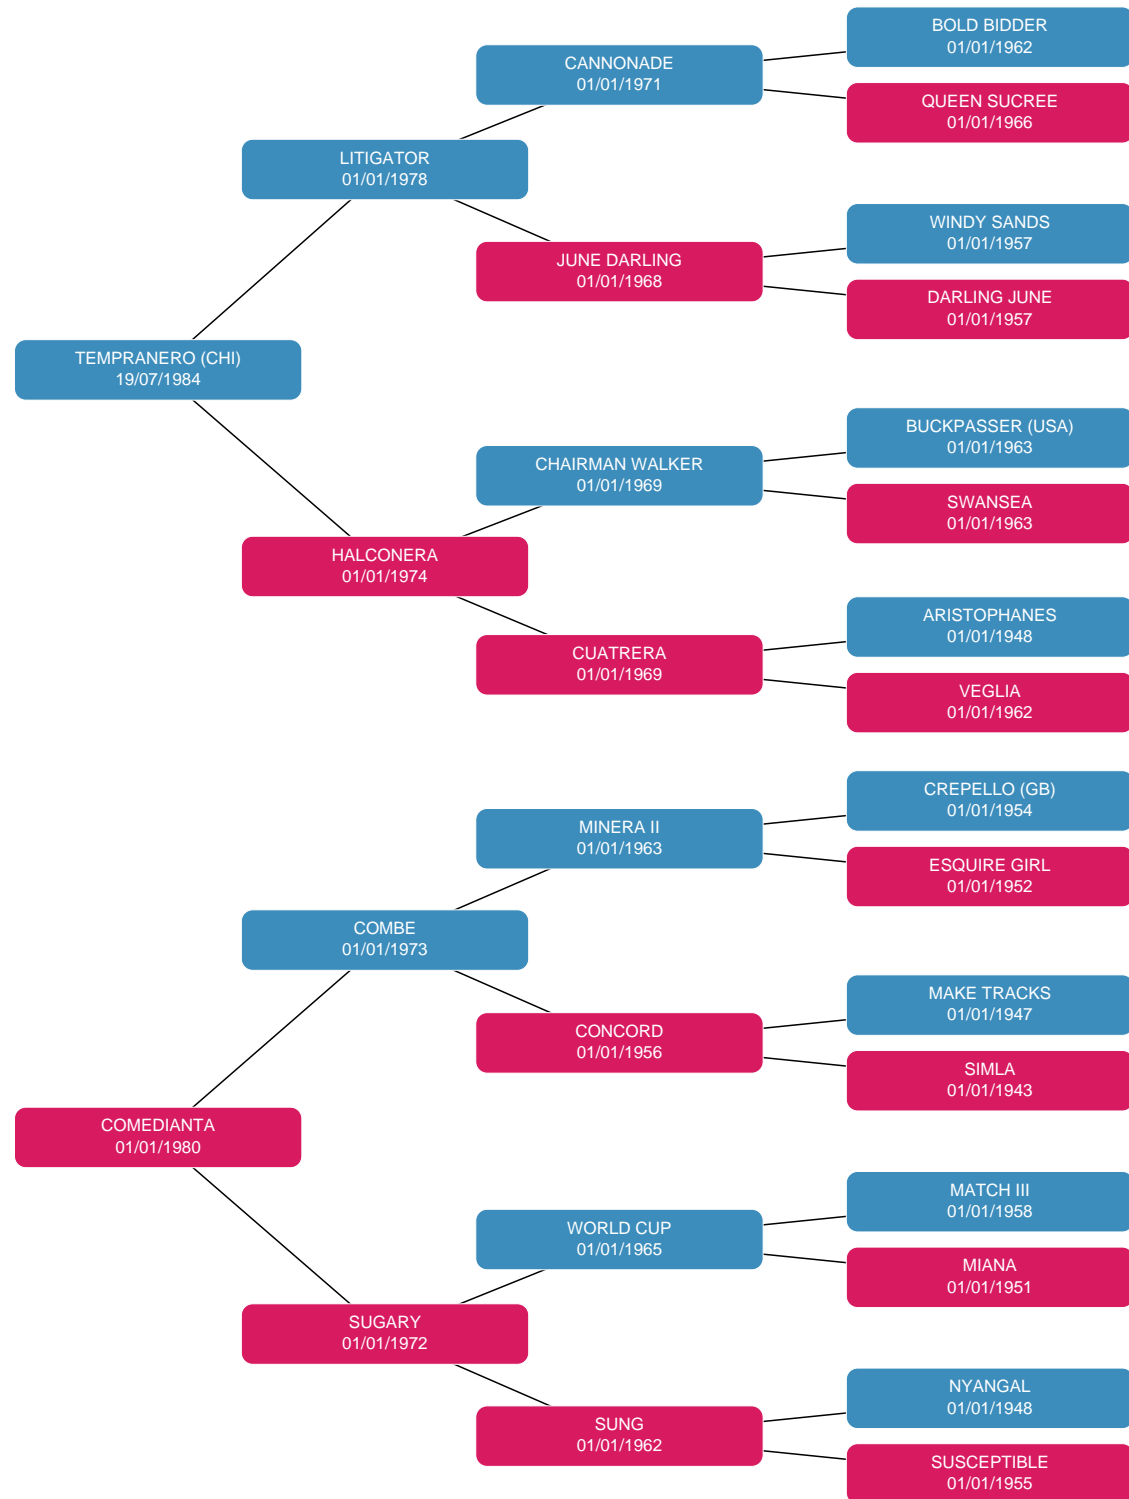 BOLD BIDDER
01/01/1962
CANNONADE
01/01/1971
QUEEN SUCREE
01/01/1966
LITIGATOR
01/01/1978
WINDY SANDS
01/01/1957
JUNE DARLING
01/01/1968
DARLING JUNE
01/01/1957
TEMPRANERO (CHI)
19/07/1984
BUCKPASSER (USA)
01/01/1963
CHAIRMAN WALKER
01/01/1969
SWANSEA
01/01/1963
HALCONERA
01/01/1974
ARISTOPHANES
01/01/1948
CUATRERA
01/01/1969
VEGLIA
01/01/1962
CREPELLO (GB)
01/01/1954
MINERA II
01/01/1963
ESQUIRE GIRL
01/01/1952
COMBE
01/01/1973
MAKE TRACKS
01/01/1947
CONCORD
01/01/1956
SIMLA
01/01/1943
COMEDIANTA
01/01/1980
MATCH III
01/01/1958
WORLD CUP
01/01/1965
MIANA
01/01/1951
SUGARY
01/01/1972
NYANGAL
01/01/1948
SUNG
01/01/1962
SUSCEPTIBLE
01/01/1955